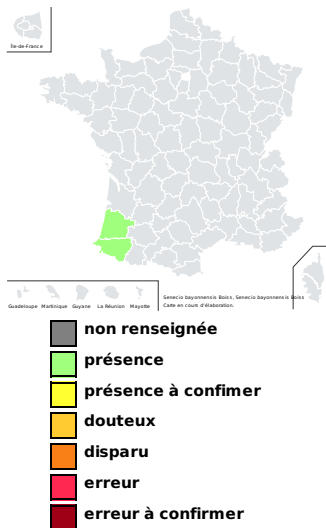 Île-de-France
Guadeloupe Martinique Guyane La Réunion Mayotte
Senecio bayonnensis Boiss, Senecio bayonnensis Boiss
Carte en cours d'élaboration.
non renseignée
présence
présence à confimer
douteux
disparu
erreur
erreur à confirmer